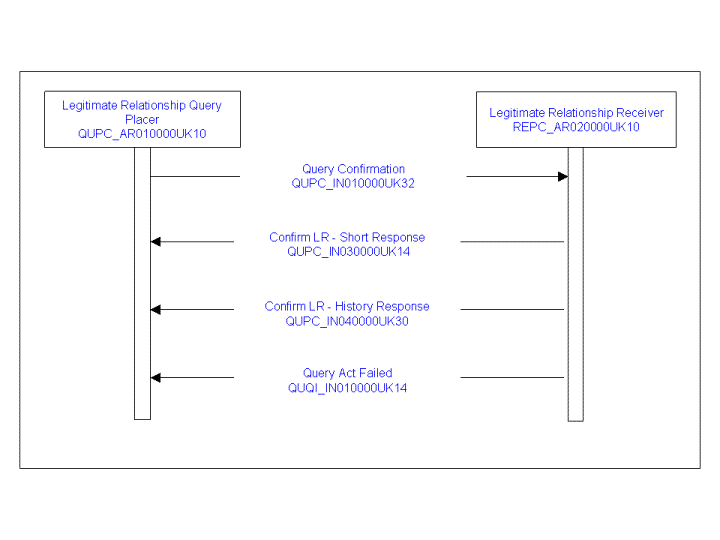 Legitimate Relationship Query
Placer
QUPC_AR010000UK10
Legitimate Relationship Receiver
REPC_AR020000UK10
Query Confirmation
QUPC_IN010000UK32
Confirm LR - Short Response
QUPC_IN030000UK14
Confirm LR - History Response
QUPC_IN040000UK30
Query Act Failed
QUQI_IN010000UK14